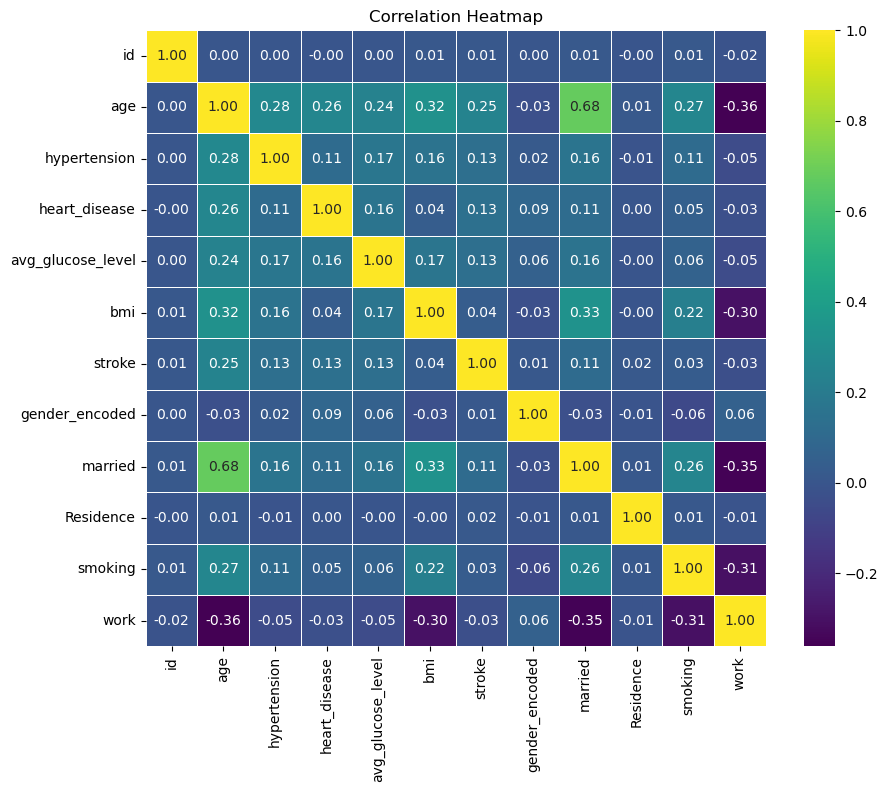 Correlation Heatmap
id 1.00 0.00 0.00 -0.00 0.00 0.01 0.01 0.00 0.01 -0.00 0.01 -0.02
age 0.00 1.00 0.28 0.26 0.24 0.32 0.25 -0.03 0.68 0.01 0.27 -0.36
hypertension 0.00 0.28 1.00 0.11 0.17 0.16 0.13 0.02 0.16 -0.01 0.11 -0.05
heart_disease -0.00 0.26 0.11 1.00 0.16 0.04 0.13 0.09 0.11 0.00 0.05 -0.03
avg_glucose_level 0.00 0.24 0.17 0.16 1.00 0.17 0.13 0.06 0.16 -0.00 0.06 -0.05
bmi 0.01 0.32 0.16 0.04 0.17 1.00 0.04 -0.03 0.33 -0.00 0.22 -0.30
stroke 0.01 0.25 0.13 0.13 0.13 0.04 1.00 0.01 0.11 0.02 0.03 -0.03
gender_encoded 0.00 -0.03 0.02 0.09 0.06 -0.03 0.01 1.00 -0.03 -0.01 -0.06 0.06
married 0.01 0.68 0.16 0.11 0.16 0.33 0.11 -0.03 1.00 0.01 0.26 -0.35
Residence -0.00 0.01 -0.01 0.00 -0.00 -0.00 0.02 -0.01 0.01 1.00 0.01 -0.01
smoking 0.01 0.27 0.11 0.05 0.06 0.22 0.03 -0.06 0.26 0.01 1.00 -0.31
work -0.02 -0.36 -0.05 -0.03 -0.05 -0.30 -0.03 0.06 -0.35 -0.01 -0.31 1.00
id age hypertension heart_disease avg_glucose_level bmi stroke gender_encoded married Residence smoking work
1.0
0.8
0.6
0.4
0.2
0.0
−0.2